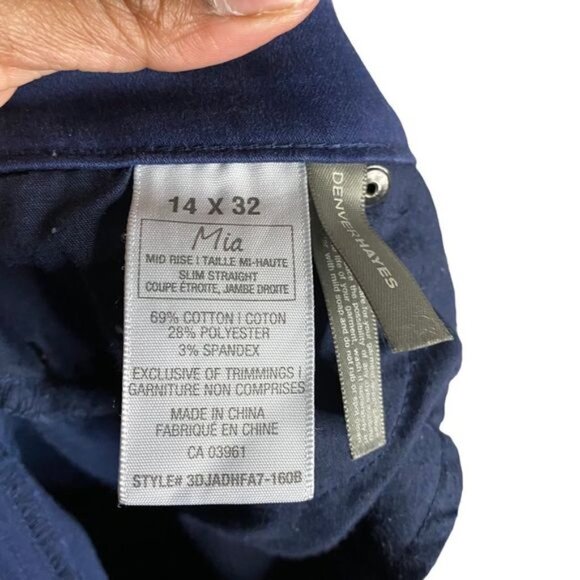 14 X 32
Mia
MID RISE | TAILLE MI-HAUTE
SLIM STRAIGHT
COUPE ÉTROITE, JAMBE DROITE
69% COTTON | COTON
28% POLYESTER
3% SPANDEX
EXCLUSIVE OF TRIMMINGS |
GARNITURE NON COMPRISES
MADE IN CHINA
FABRIQUÉ EN CHINE
CA 03961
STYLE# 3DJADHFA7-160B
DENVERHAYES